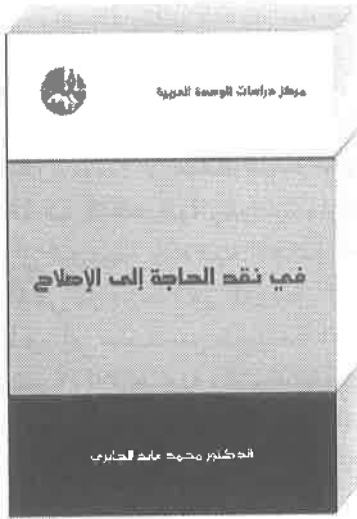 مركز دراسات الوحدة العربية
في نقد الحاجة إلى الإصلاح
الدكتور محمد عابد الجابري